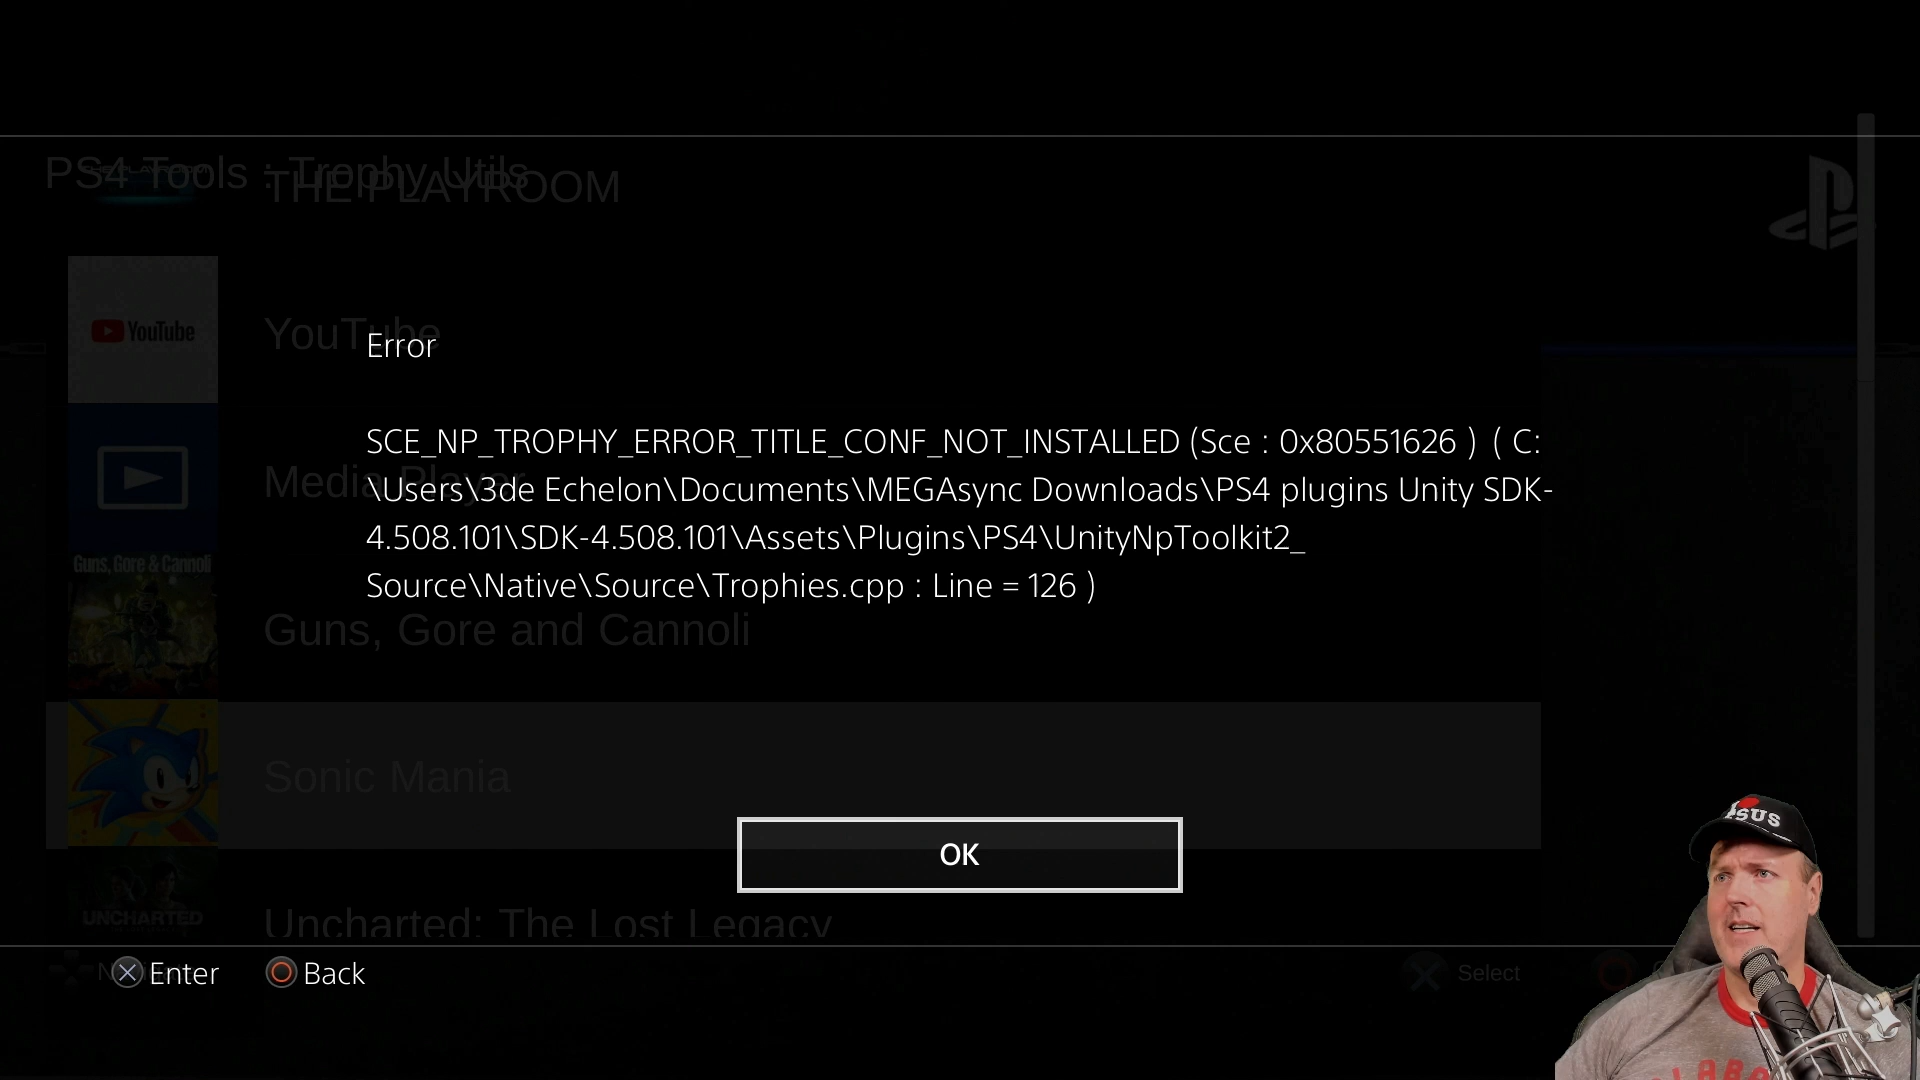 PS4 Tools : Trophy Utils
THE PLAYROOM
YouTube
YouTube
Error
SCE_NP_TROPHY_ERROR_TITLE_CONF_NOT_INSTALLED (Sce : 0x80551626 ) ( C:
Media Player
\Users\3de Echelon\Documents\MEGAsync Downloads\PS4 plugins Unity SDK-
4.508.101\SDK-4.508.101\Assets\Plugins\PS4\UnityNpToolkit2_
Guns, Gore & Cannoli
Source\Native\Source\Trophies.cpp : Line = 126 )
Guns, Gore and Cannoli
Sonic Mania
OK
UNCHARTED
Uncharted: The Lost Legacy
Enter
Back
Select